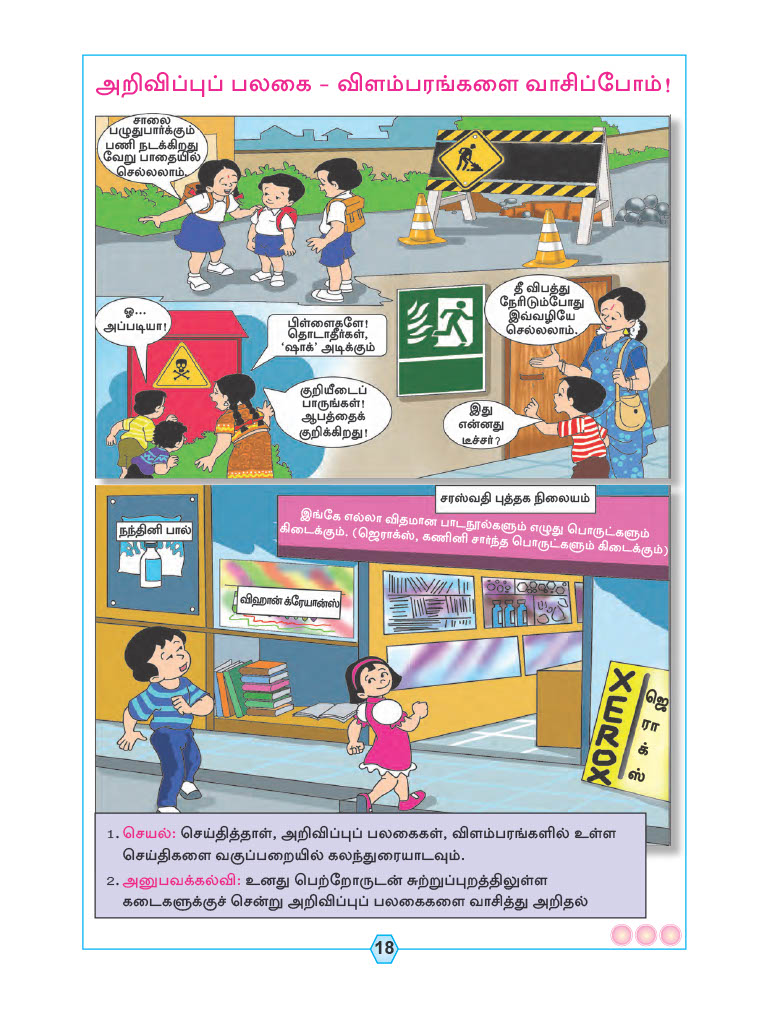 அறிவிப்புப் பலகை – விளம்பரங்களை வாசிப்போம்!
சாலை
பழுதுபார்க்கும்
பணி நடக்கிறது
வேறு பாதையில்
செல்லலாம்.
ஓ...
அப்படியா!
பிள்ளைகளே!
தொடாதீர்கள்,
‘ஷாக்’ அடிக்கும்
குறியீடைப்
பாருங்கள்!
ஆபத்தைக்
குறிக்கிறது!
தீ விபத்து
நேரிடும்போது
இவ்வழியே
செல்லலாம்.
இது
என்னது
டீச்சர்?
சரஸ்வதி புத்தக நிலையம்
இங்கே எல்லா விதமான பாடநூல்களும் எழுது பொருட்களும்
கிடைக்கும். (ஜெராக்ஸ், கணினி சார்ந்த பொருட்களும் கிடைக்கும்)
நந்தினி பால்
விஹான் க்ரேயான்ஸ்
XEROX
ஜெ
ரா
க்
ஸ்
1. செயல்: செய்தித்தாள், அறிவிப்புப் பலகைகள், விளம்பரங்களில் உள்ள
செய்திகளை வகுப்பறையில் கலந்துரையாடவும்.
2. அனுபவக்கல்வி: உனது பெற்றோருடன் சுற்றுப்புறத்திலுள்ள
கடைகளுக்குச் சென்று அறிவிப்புப் பலகைகளை வாசித்து அறிதல்
18